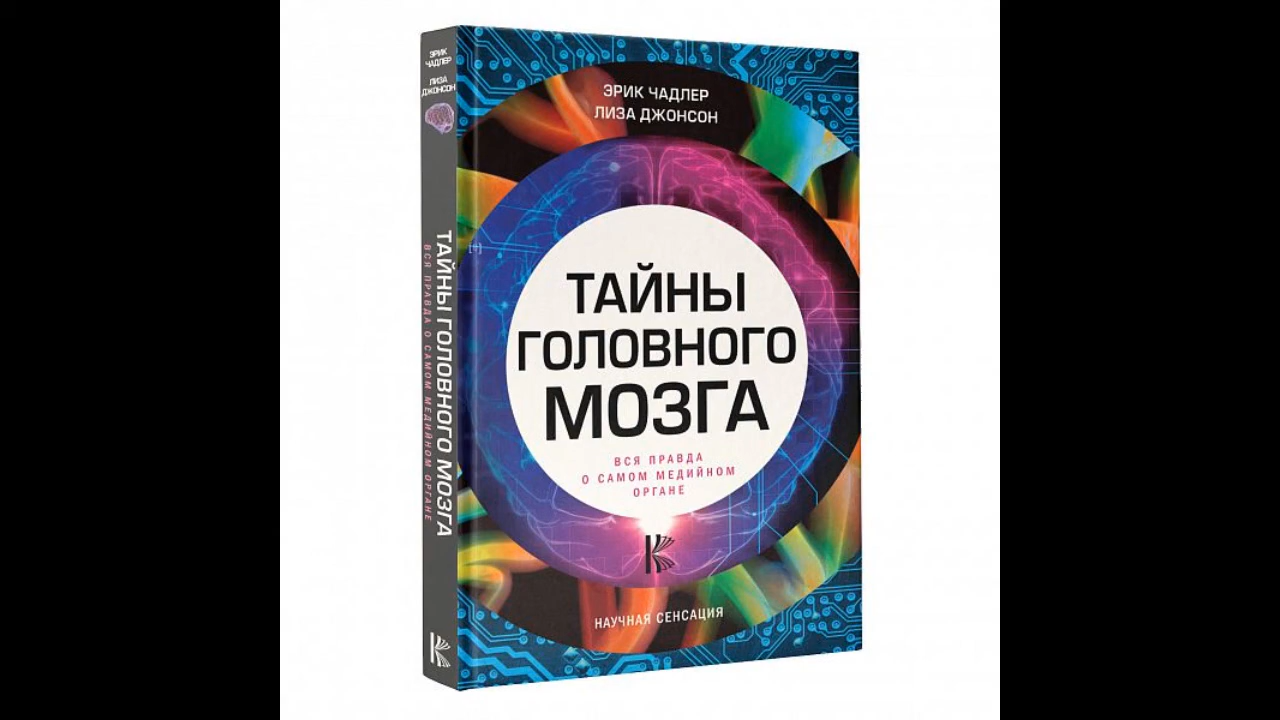 ЭРИК ЧАДЛЕР
ЛИЗА ДЖОНСОН
ТАЙНЫ
ГОЛОВНОГО
МОЗГА
ВСЯ ПРАВДА
О САМОМ МЕДИЙНОМ
ОРГАНЕ
НАУЧНАЯ СЕНСАЦИЯ
ЭРИК
ЧАДЛЕР
ЛИЗА
ДЖОНСОН
ТАЙНЫ ГОЛОВНОГО МОЗГА
ВСЯ ПРАВДА О САМОМ МЕДИЙНОМ ОРГАНЕ